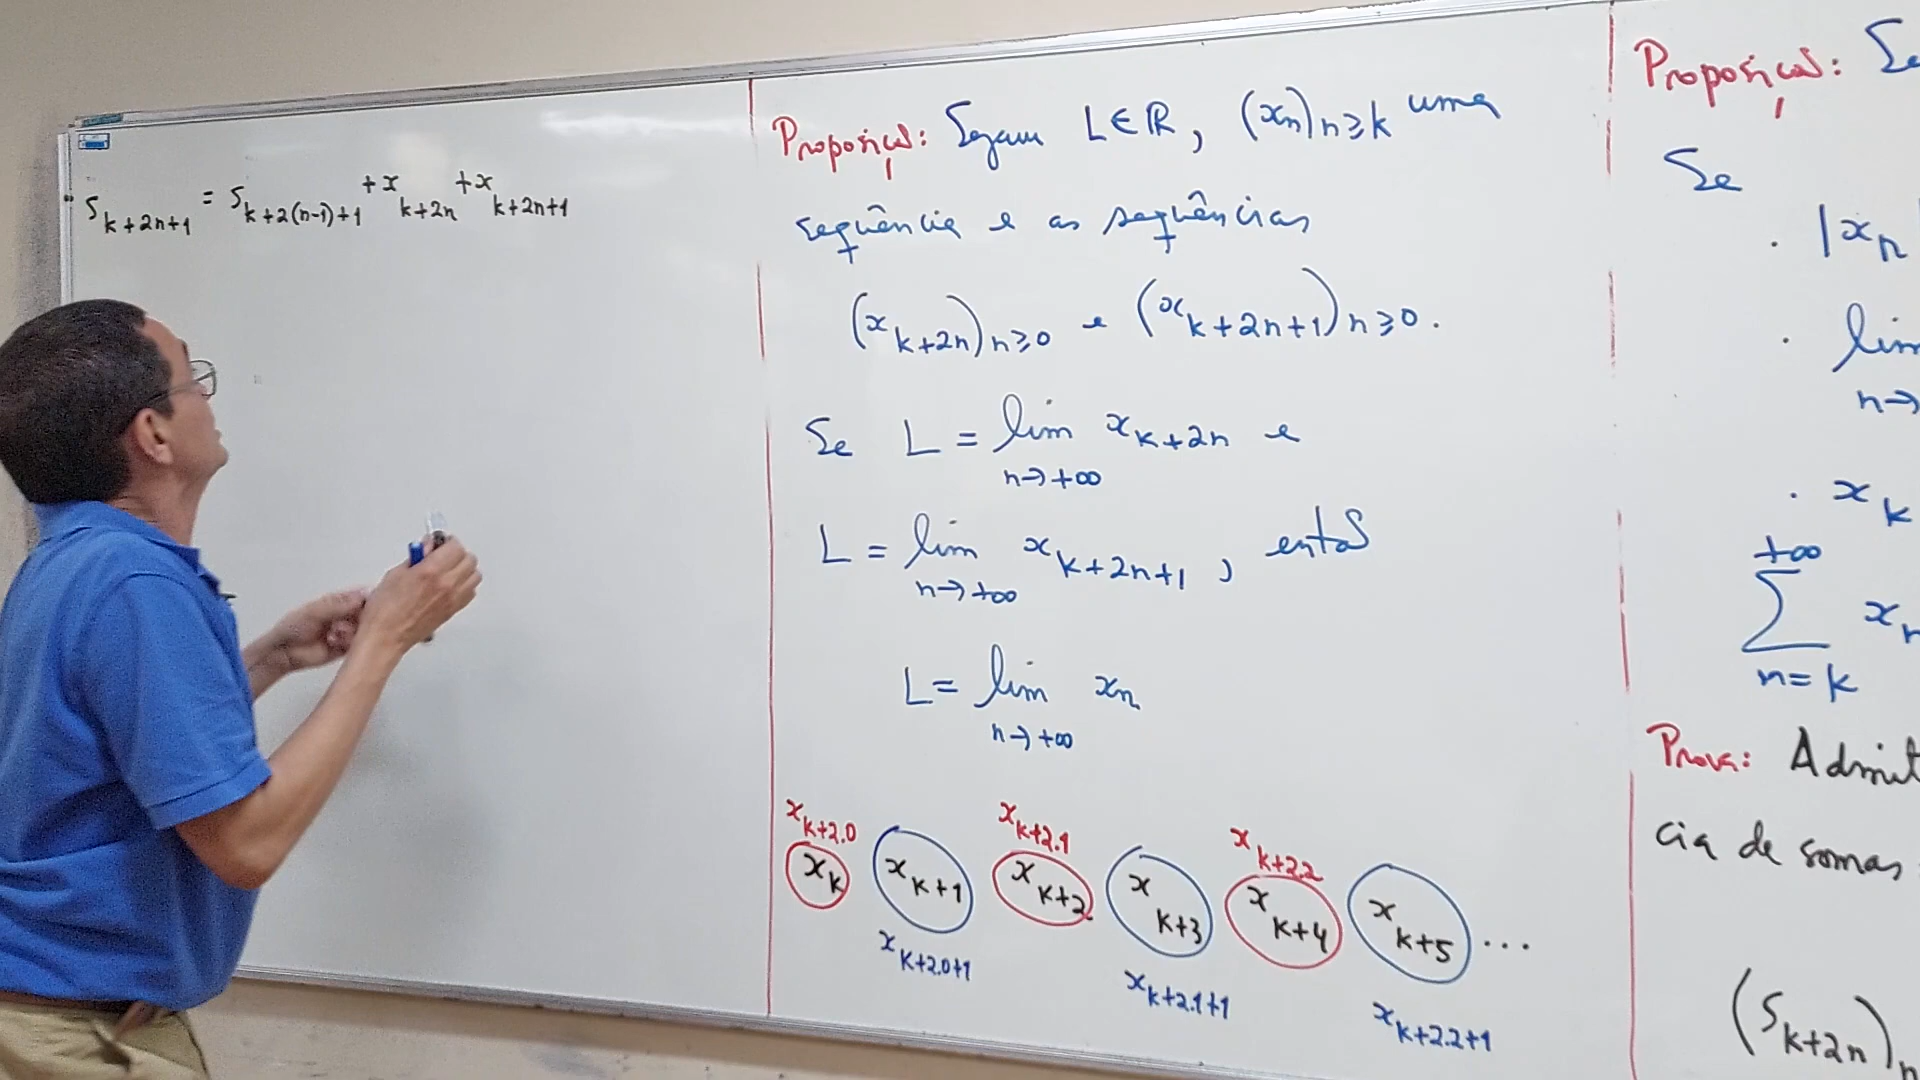 • S_{k+2n+1} = S_{k+2(n-1)+1} + x_{k+2n} + x_{k+2n+1}
Proposição: Sejam L∈ℝ, (x_n)_{n≥k} uma
sequência e as sequências
(x_{k+2n})_{n≥0} e (x_{k+2n+1})_{n≥0}.
Se L = lim_{n→+∞} x_{k+2n} e
L = lim_{n→+∞} x_{k+2n+1}, então
L = lim_{n→+∞} x_n
x_{k+2.0} x_{k+2.1} x_{k+2.2}
x_k x_{k+1} x_{k+2} x_{k+3} x_{k+4} x_{k+5} ...
x_{k+2.0+1} x_{k+2.1+1} x_{k+2.2+1}
Proposição:
Se
. |x_n
. lim
n→
. x_k
+∞
∑ x_n
n=k
Prova: Admit
cia de somas
(S_{k+2n})_n